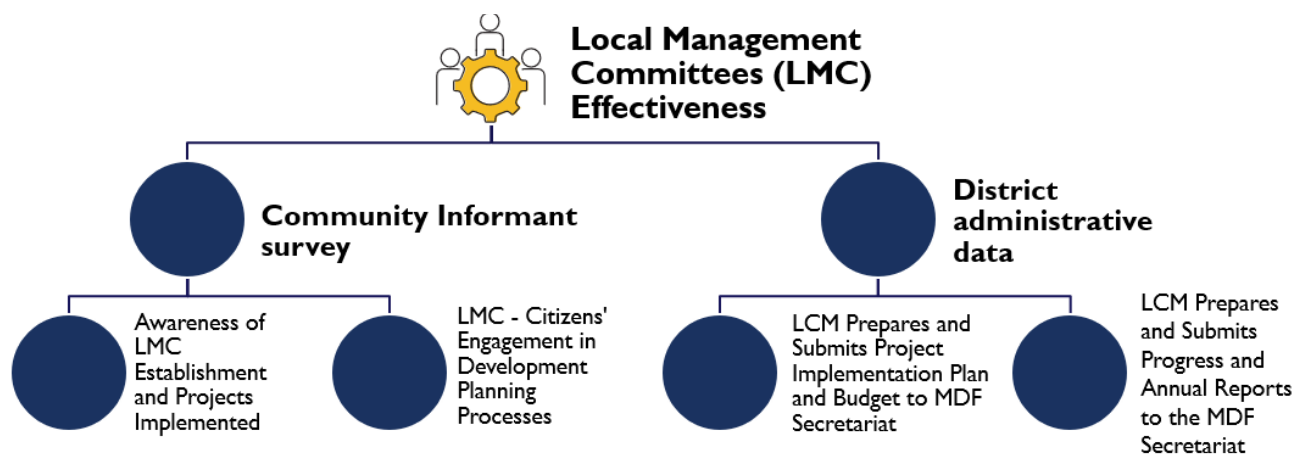 Local Management
Committees (LMC)
Effectiveness
Community Informant
survey
District
administrative
data
Awareness of
LMC
Establishment
and Projects
Implemented
LMC - Citizens'
Engagement in
Development
Planning
Processes
LCM Prepares and
Submits Project
Implementation Plan
and Budget to MDF
Secretariat
LCM Prepares
and Submits
Progress and
Annual Reports
to the MDF
Secretariat